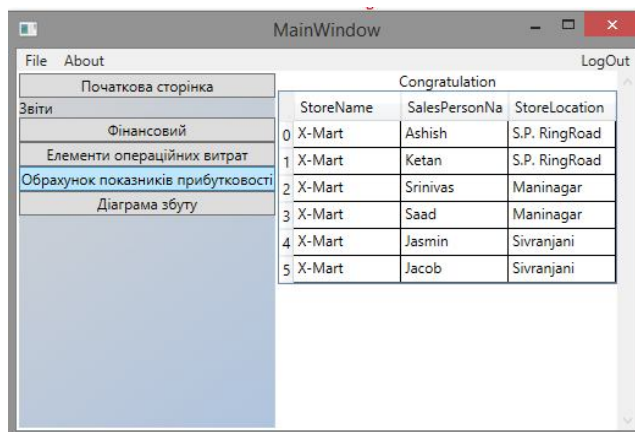 MainWindow
File About LogOut
Початкова сторінка
Звіти
Фінансовий
Елементи операційних витрат
Обрахунок показників прибутковості
Діаграма збуту
Congratulation
StoreName SalesPersonNa StoreLocation
0 X-Mart Ashish S.P. RingRoad
1 X-Mart Ketan S.P. RingRoad
2 X-Mart Srinivas Maninagar
3 X-Mart Saad Maninagar
4 X-Mart Jasmin Sivranjani
5 X-Mart Jacob Sivranjani